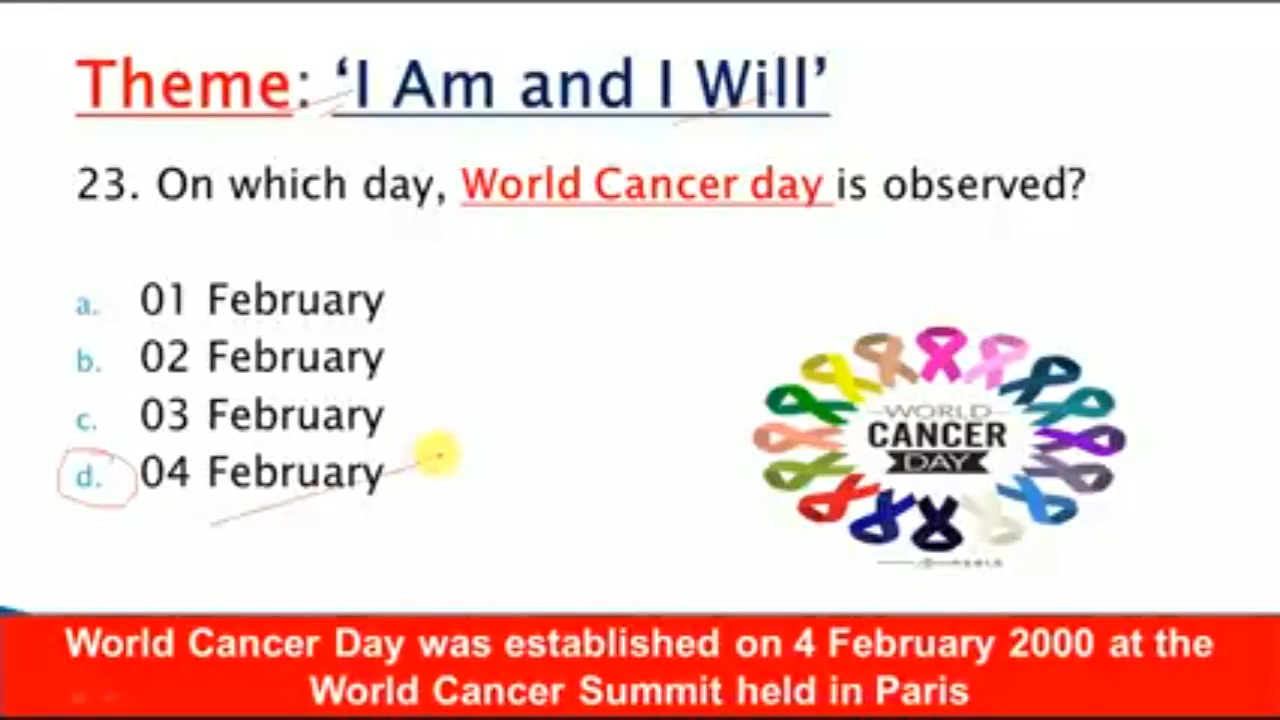 Theme: ‘I Am and I Will’
23. On which day, World Cancer day is observed?
a. 01 February
b. 02 February
c. 03 February
d. 04 February
WORLD
CANCER
DAY
World Cancer Day was established on 4 February 2000 at the
World Cancer Summit held in Paris